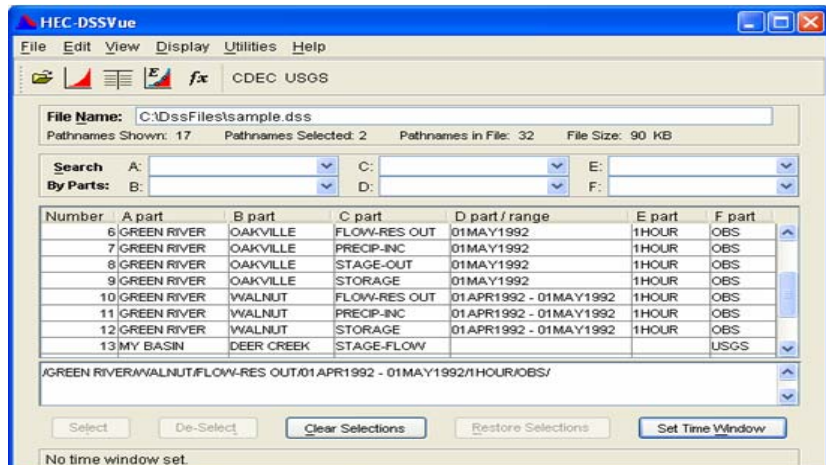 HEC-DSSVue
File Edit View Display Utilities Help
fx CDEC USGS
File Name: C:\DssFiles\sample.dss
Pathnames Shown: 17 Pathnames Selected: 2 Pathnames in File: 32 File Size: 90 KB
Search A: C: E:
By Parts: B: D: F:
Number A part B part C part D part / range E part F part
6 GREEN RIVER OAKVILLE FLOW-RES OUT 01MAY1992 1HOUR OBS
7 GREEN RIVER OAKVILLE PRECIP-INC 01MAY1992 1HOUR OBS
8 GREEN RIVER OAKVILLE STAGE-OUT 01MAY1992 1HOUR OBS
9 GREEN RIVER OAKVILLE STORAGE 01MAY1992 1HOUR OBS
10 GREEN RIVER WALNUT FLOW-RES OUT 01APR1992 - 01MAY1992 1HOUR OBS
11 GREEN RIVER WALNUT PRECIP-INC 01APR1992 - 01MAY1992 1HOUR OBS
12 GREEN RIVER WALNUT STORAGE 01APR1992 - 01MAY1992 1HOUR OBS
13 MY BASIN DEER CREEK STAGE-FLOW USGS
/GREEN RIVER/WALNUT/FLOW-RES OUT/01APR1992 - 01MAY1992/1HOUR/OBS/
Select De-Select Clear Selections Restore Selections Set Time Window
No time window set.